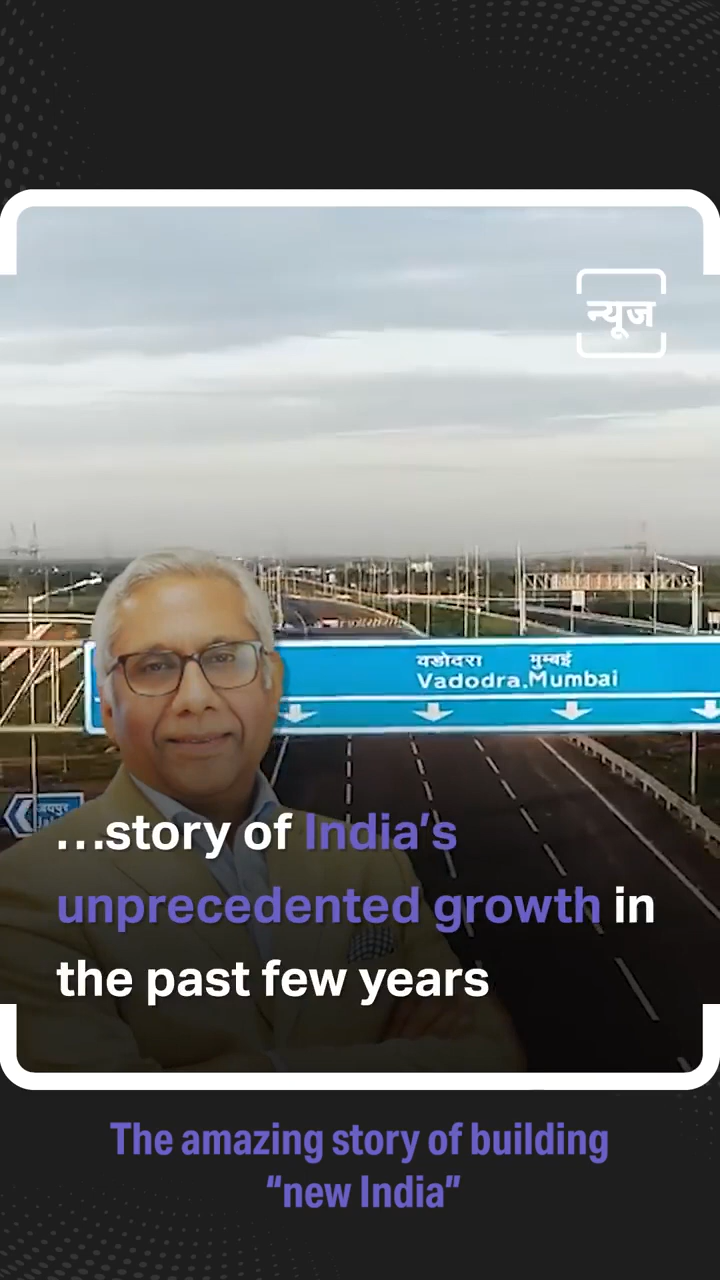 न्यूज
वडोदरा मुम्बई
Vadodra,Mumbai
जयपुर
...story of India's
unprecedented growth in
the past few years
The amazing story of building
“new India”